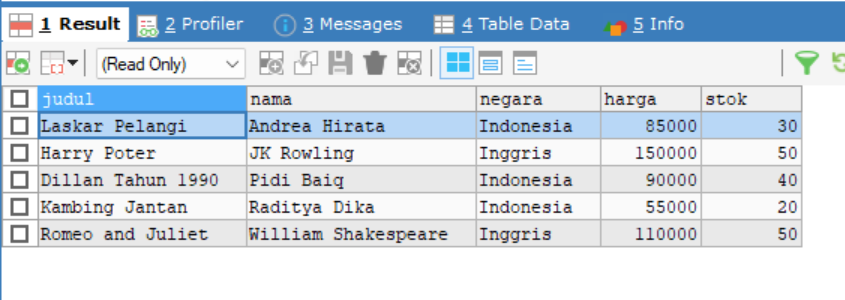 1 Result 2 Profiler 3 Messages 4 Table Data 5 Info
(Read Only)
judul nama negara harga stok
Laskar Pelangi Andrea Hirata Indonesia 85000 30
Harry Poter JK Rowling Inggris 150000 50
Dillan Tahun 1990 Pidi Baiq Indonesia 90000 40
Kambing Jantan Raditya Dika Indonesia 55000 20
Romeo and Juliet William Shakespeare Inggris 110000 50